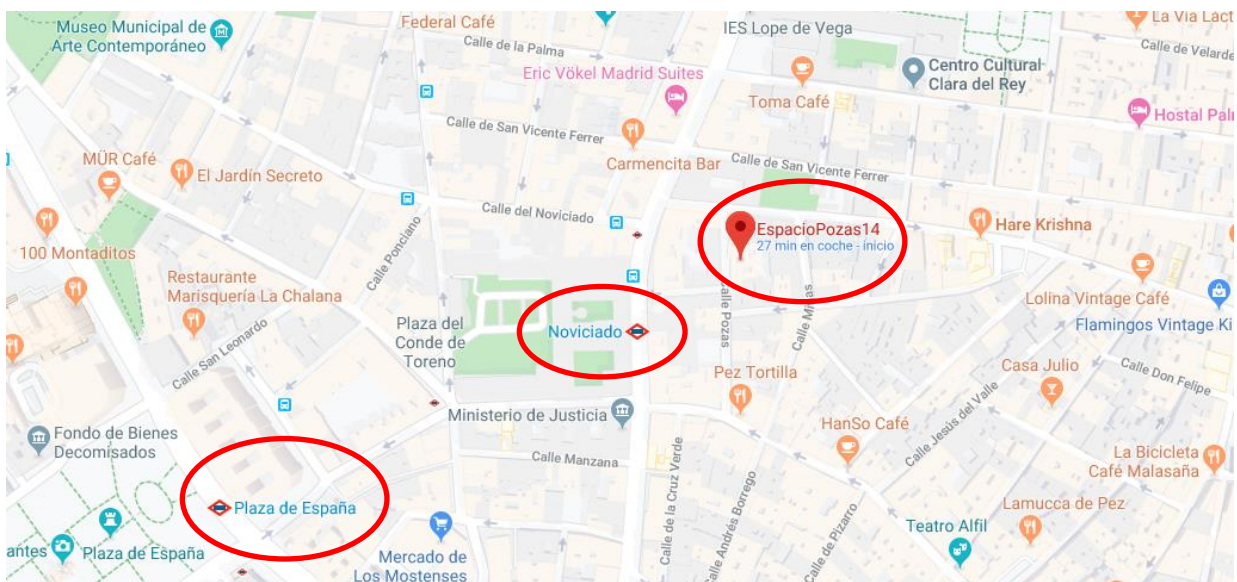 Museo Municipal de
Arte Contemporáneo
Federal Café
Calle de la Palma
IES Lope de Vega
La Vía Láct
Calle de Velarde
Centro Cultural
Clara del Rey
Eric Vökel Madrid Suites
Toma Café
Hostal Palm
Calle de San Vicente Ferrer
Carmencita Bar
Calle de San Vicente Ferrer
MÜR Café
El Jardín Secreto
Calle del Noviciado
Calle Ponciano
EspacioPozas14
27 min en coche - inicio
Hare Krishna
100 Montaditos
Restaurante
Marisquería La Chalana
Lolina Vintage Café
Flamingos Vintage Ki
Plaza del
Conde de
Toreno
Noviciado
Calle Pozas
Calle Minas
Calle San Leonardo
Pez Tortilla
Casa Julio
Calle Don Felipe
Ministerio de Justicia
HanSo Café
Calle Jesús del Valle
Fondo de Bienes
Decomisados
Calle Manzana
La Bicicleta
Café Malasaña
Calle de la Cruz Verde
Calle Andrés Borrego
Calle de Pizarro
Lamucca de Pez
Plaza de España
Teatro Alfil
antes
Plaza de España
Mercado de
Los Mostenses